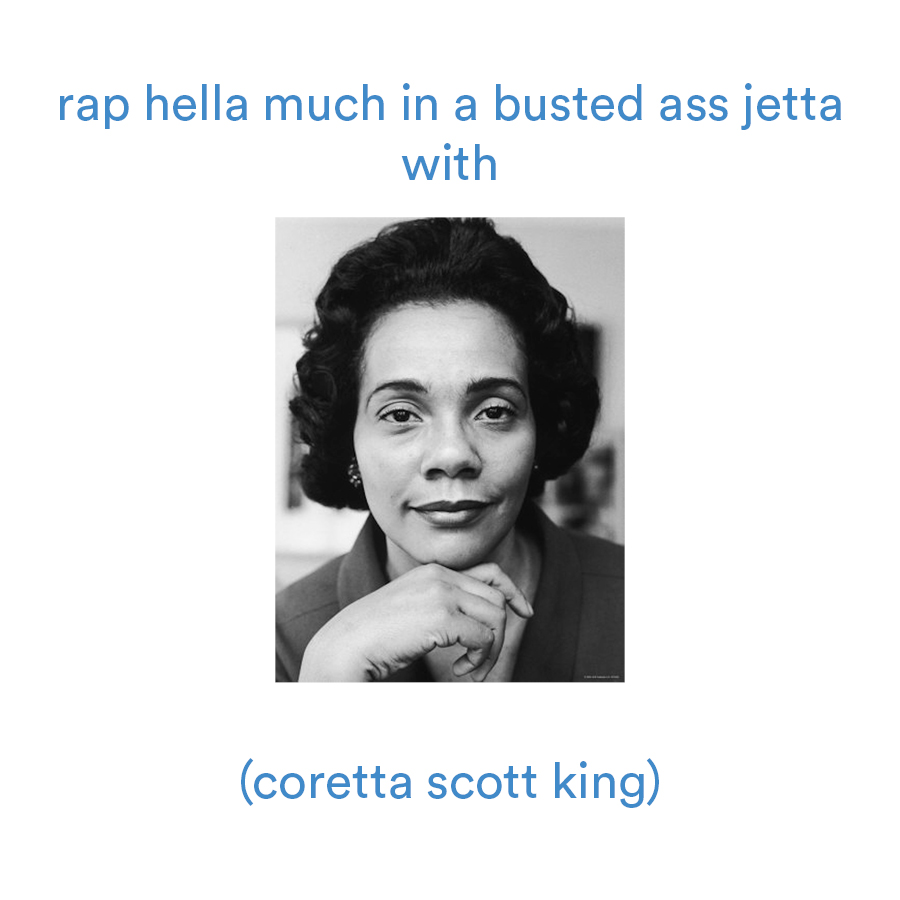 rap hella much in a busted ass jetta
with
(coretta scott king)